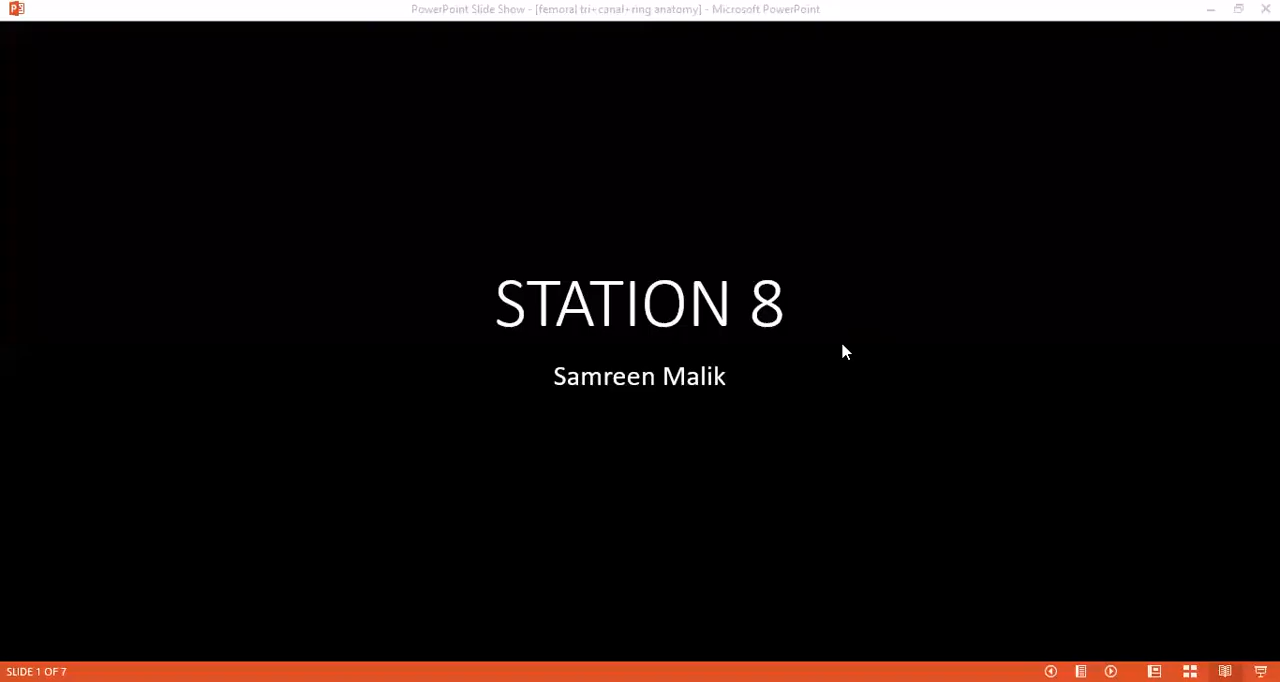 PowerPoint Slide Show - [femoral tri+canal+ring anatomy] - Microsoft PowerPoint
STATION 8
Samreen Malik
SLIDE 1 OF 7